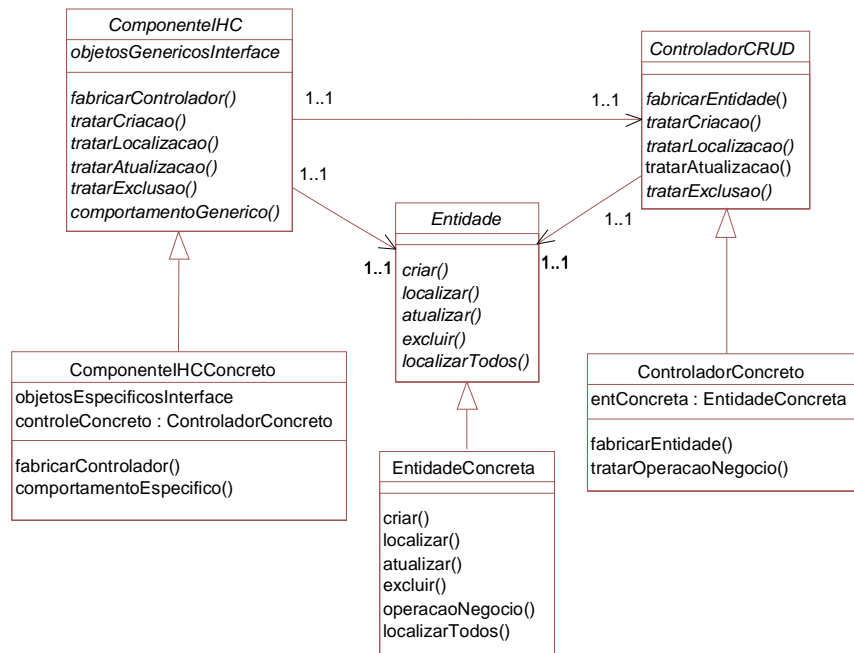 ComponenteIHC
objetosGenericosInterface
fabricarControlador()
tratarCriacao()
tratarLocalizacao()
tratarAtualizacao()
tratarExclusao()
comportamentoGenerico()
1..1
1..1
ControladorCRUD
fabricarEntidade()
tratarCriacao()
tratarLocalizacao()
tratarAtualizacao()
tratarExclusao()
1..1
1..1
1..1
1..1
Entidade
criar()
localizar()
atualizar()
excluir()
localizarTodos()
ComponenteIHCConcreto
objetosEspecificosInterface
controleConcreto : ControladorConcreto
fabricarControlador()
comportamentoEspecifico()
ControladorConcreto
entConcreta : EntidadeConcreta
fabricarEntidade()
tratarOperacaoNegocio()
EntidadeConcreta
criar()
localizar()
atualizar()
excluir()
operacaoNegocio()
localizarTodos()